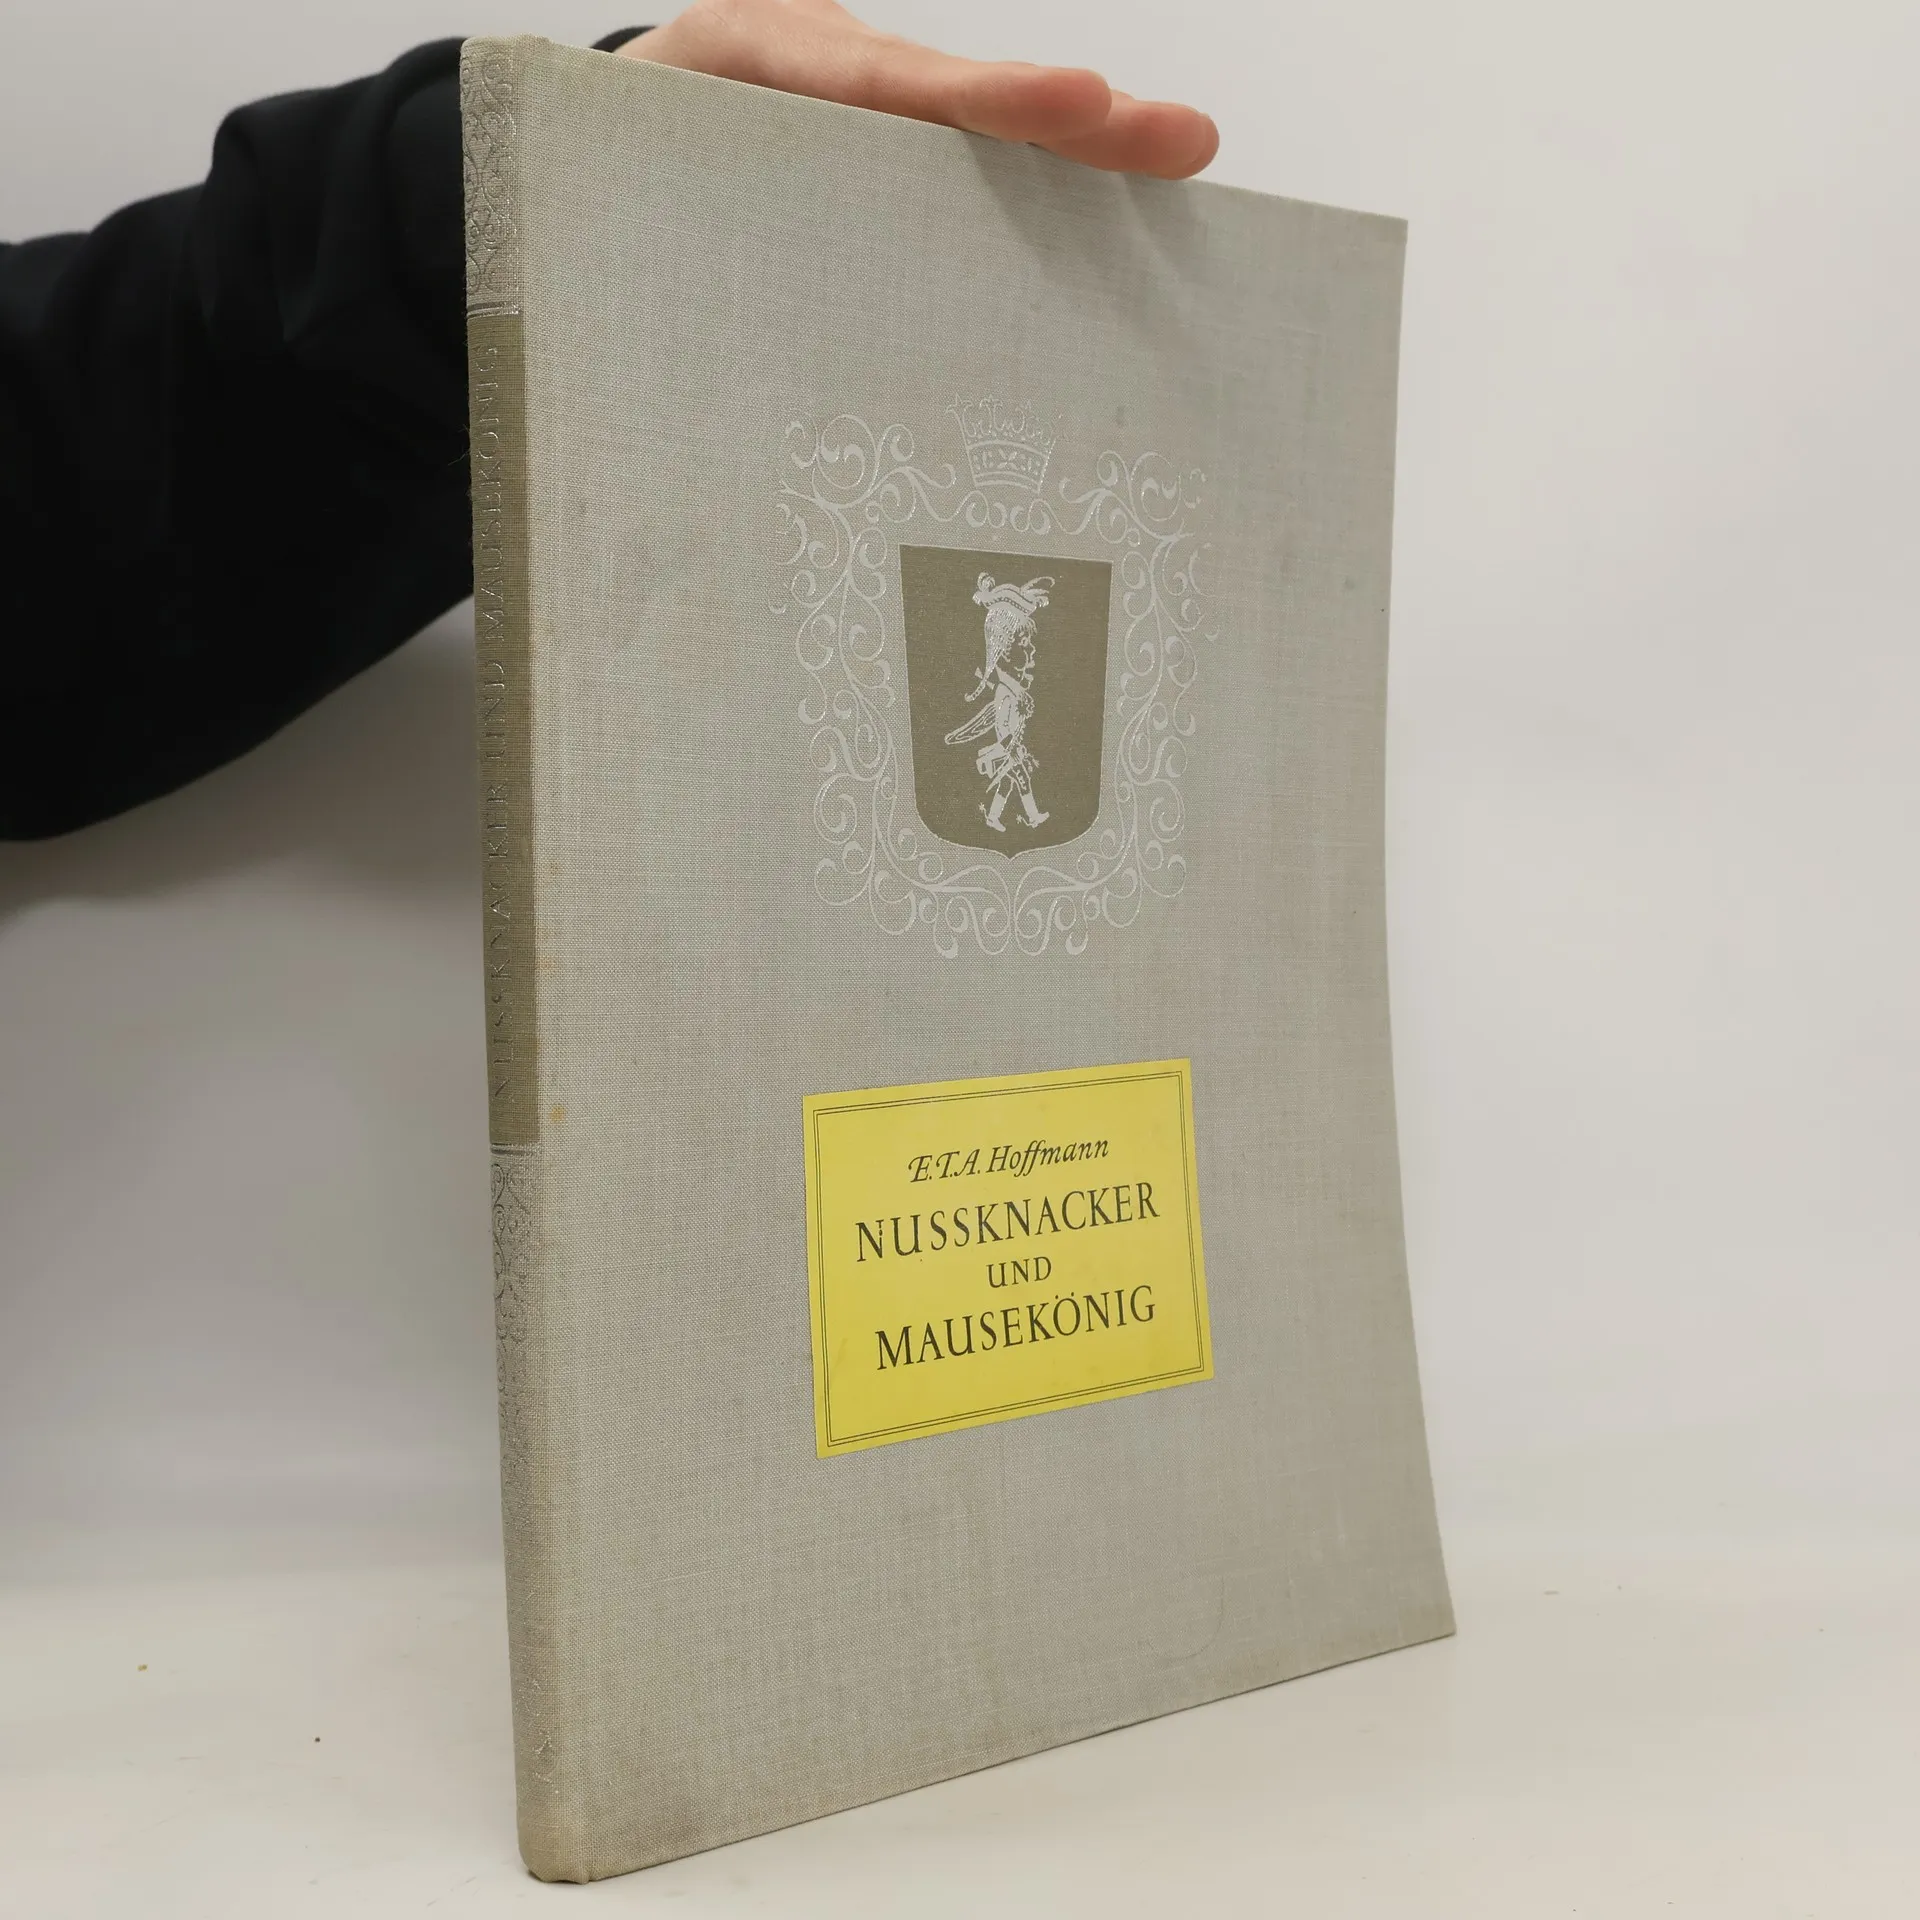 NUSSKNACKER UND MAUSEKÖNIG
E.T.A. Hoffmann
NUSSKNACKER
UND
MAUSEKÖNIG